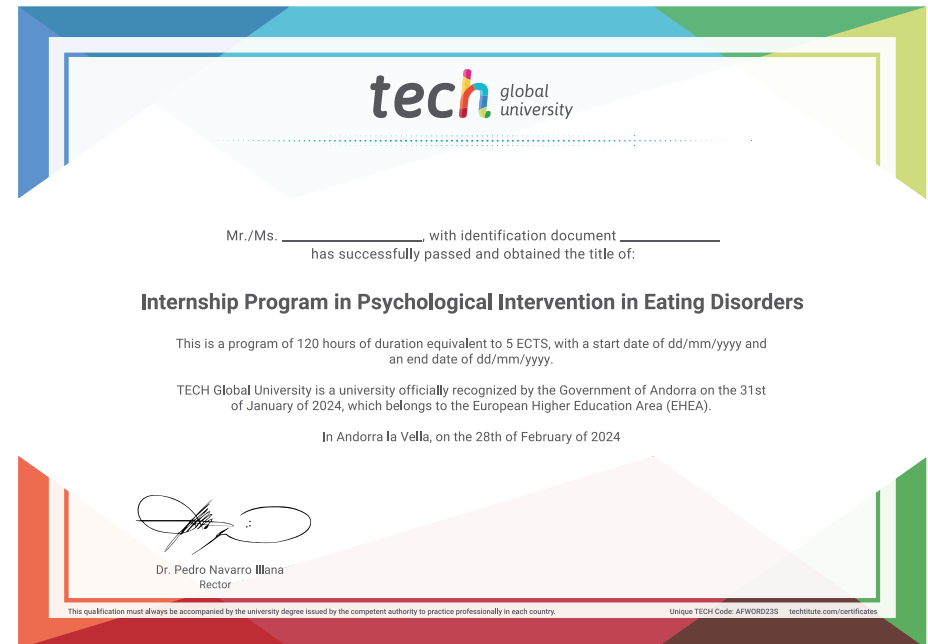 tech global university
Mr./Ms. ____________, with identification document ____________
has successfully passed and obtained the title of:
Internship Program in Psychological Intervention in Eating Disorders
This is a program of 120 hours of duration equivalent to 5 ECTS, with a start date of dd/mm/yyyy and
an end date of dd/mm/yyyy.
TECH Global University is a university officially recognized by the Government of Andorra on the 31st
of January of 2024, which belongs to the European Higher Education Area (EHEA).
In Andorra la Vella, on the 28th of February of 2024
Dr. Pedro Navarro Illana
Rector
This qualification must always be accompanied by the university degree issued by the competent authority to practice professionally in each country.
Unique TECH Code: AFWORD23S techtitute.com/certificates